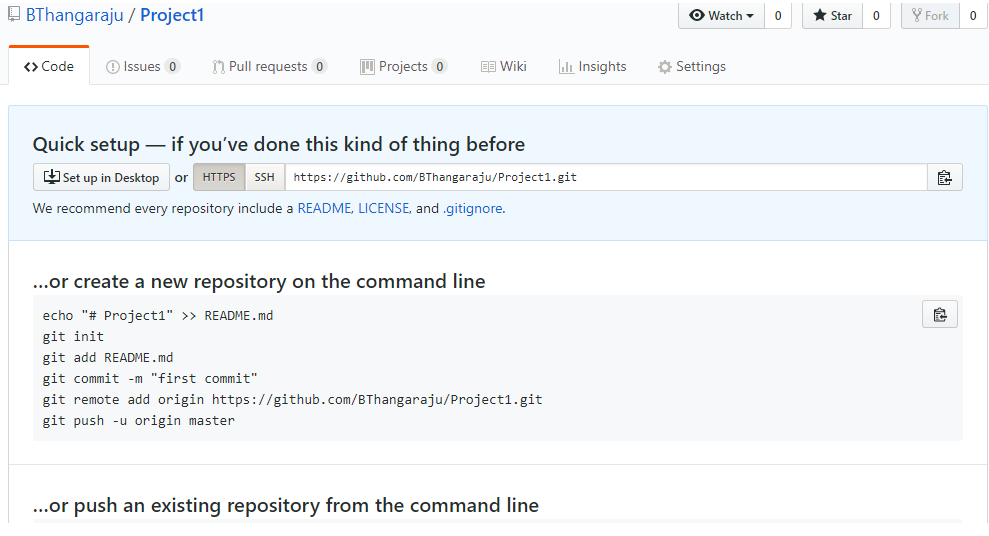 BThangaraju / Project1
Watch 0 Star 0 Fork 0
Code Issues 0 Pull requests 0 Projects 0 Wiki Insights Settings
Quick setup — if you’ve done this kind of thing before
Set up in Desktop or HTTPS SSH https://github.com/BThangaraju/Project1.git
We recommend every repository include a README, LICENSE, and .gitignore.
…or create a new repository on the command line
echo "# Project1" >> README.md
git init
git add README.md
git commit -m "first commit"
git remote add origin https://github.com/BThangaraju/Project1.git
git push -u origin master
…or push an existing repository from the command line